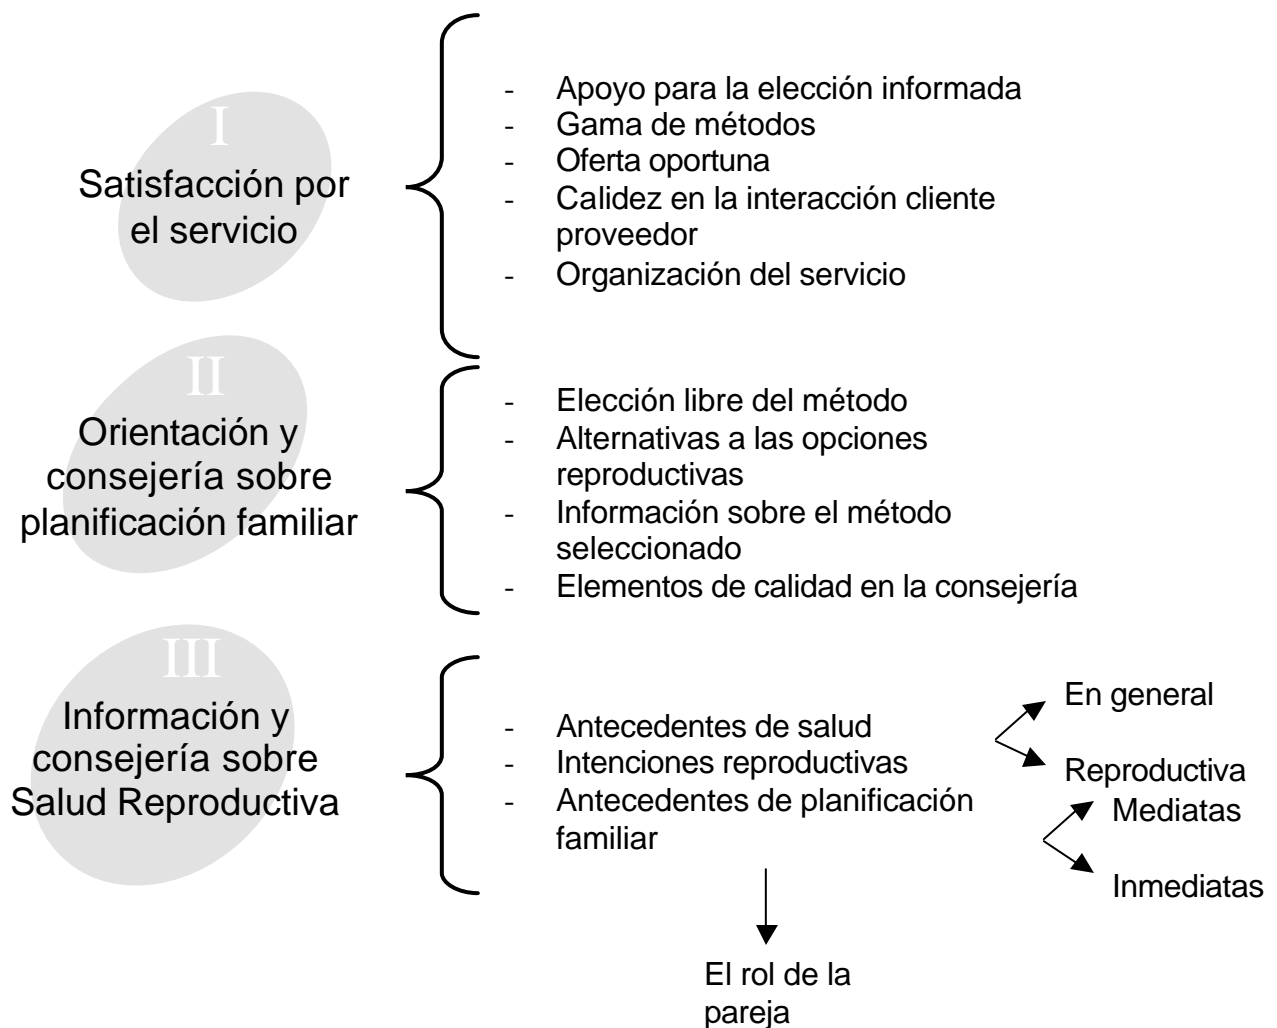 I
Satisfacción por
el servicio
- Apoyo para la elección informada
- Gama de métodos
- Oferta oportuna
- Calidez en la interacción cliente
proveedor
- Organización del servicio
II
Orientación y
consejería sobre
planificación familiar
- Elección libre del método
- Alternativas a las opciones
reproductivas
- Información sobre el método
seleccionado
- Elementos de calidad en la consejería
III
Información y
consejería sobre
Salud Reproductiva
- Antecedentes de salud
- Intenciones reproductivas
- Antecedentes de planificación
familiar
En general
Reproductiva
Mediatas
Inmediatas
El rol de la
pareja